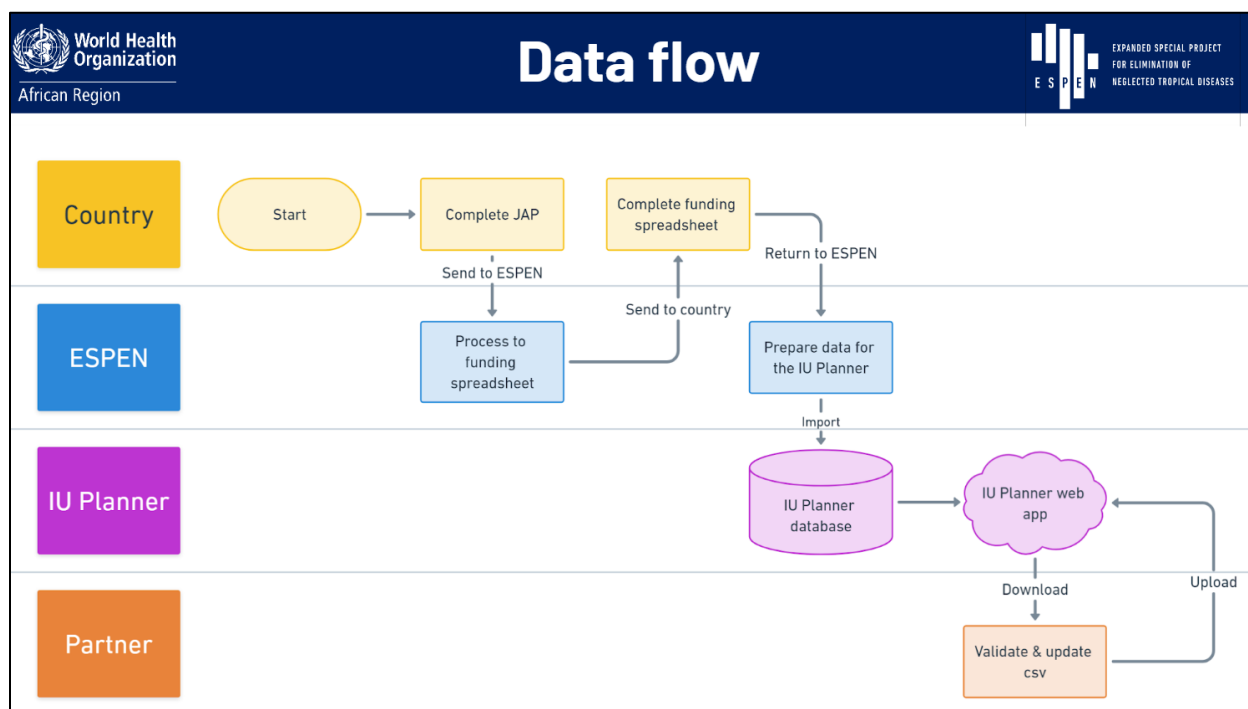 World Health
Organization
African Region
Data flow
ESPEN
EXPANDED SPECIAL PROJECT
FOR ELIMINATION OF
NEGLECTED TROPICAL DISEASES
Country
Start
Complete JAP
Complete funding
spreadsheet
Send to ESPEN
Return to ESPEN
ESPEN
Send to country
Process to
funding
spreadsheet
Prepare data for
the IU Planner
Import
IU Planner
IU Planner
database
IU Planner web
app
Download
Upload
Partner
Validate & update
csv